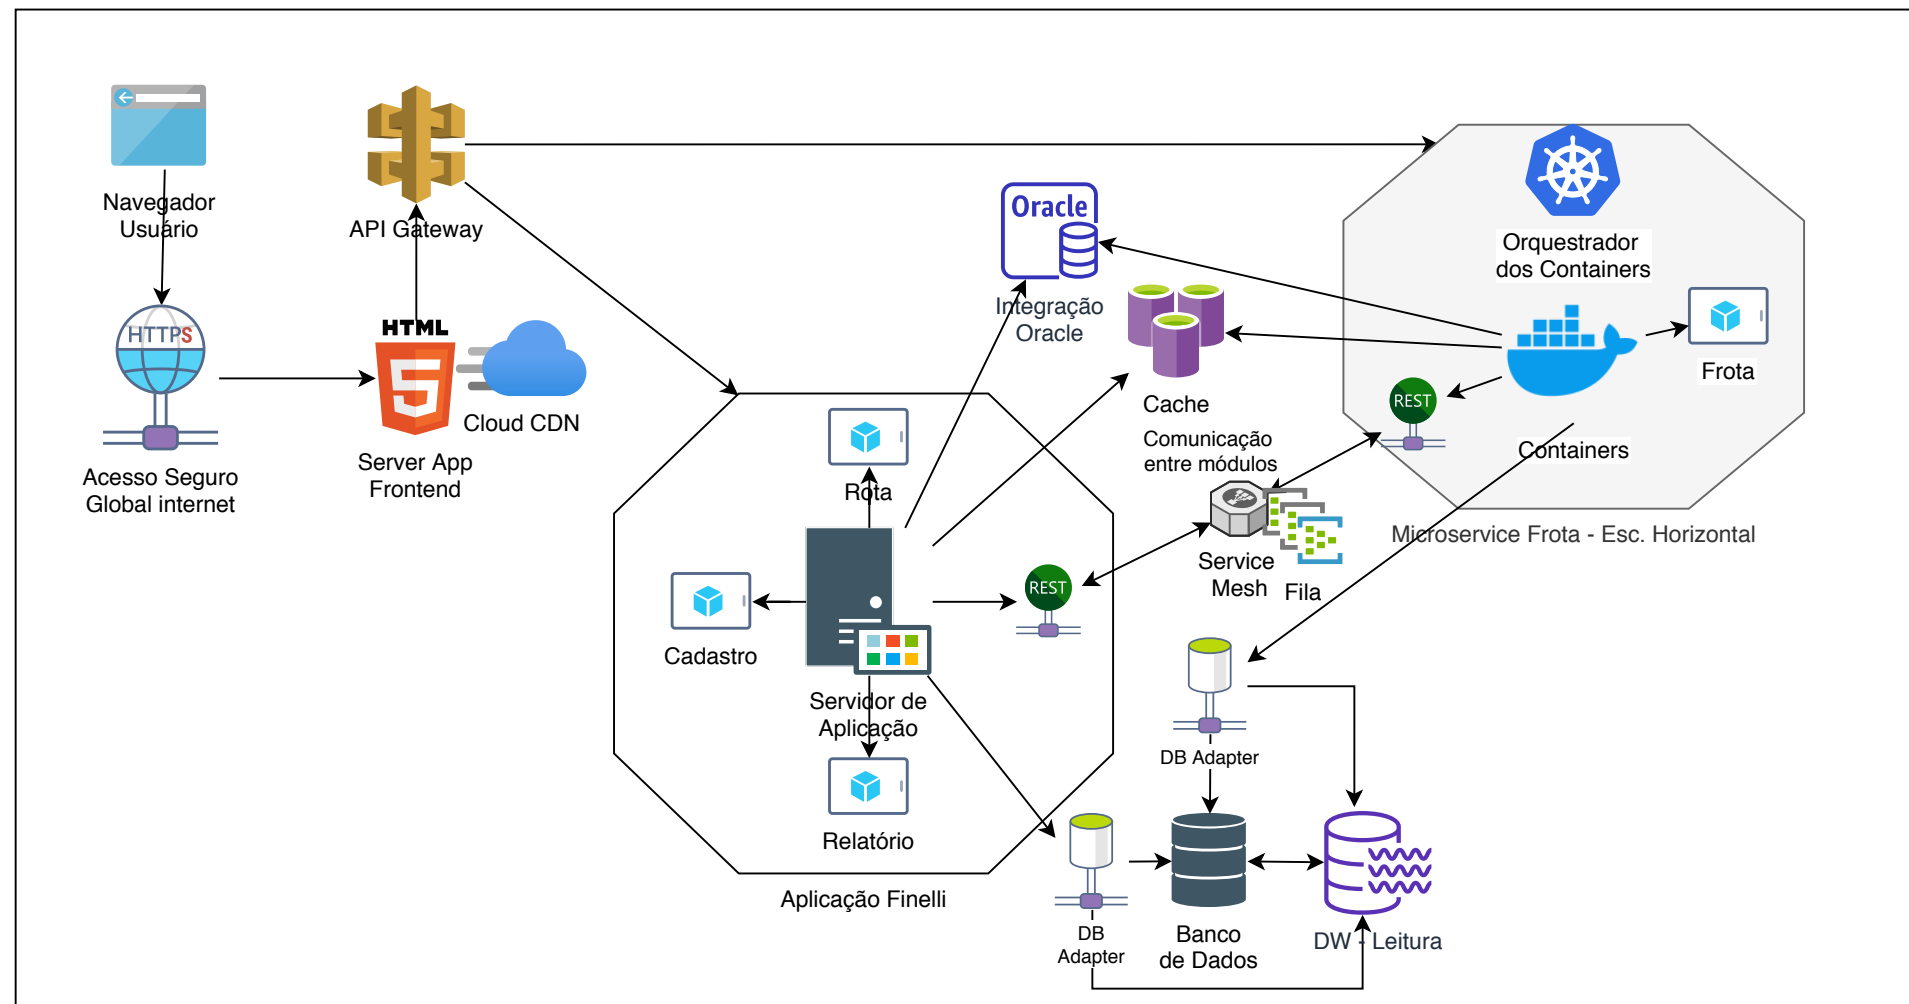 Navegador
Usuário
API Gateway
HTTPS
Acesso Seguro
Global internet
HTML
5
Server App
Frontend
Cloud CDN
Oracle
Integração
Oracle
Cache
Comunicação
entre módulos
Orquestrador
dos Containers
Frota
REST
Containers
Microservice Frota - Esc. Horizontal
Service
Mesh
Fila
Rota
Cadastro
REST
Servidor de
Aplicação
Relatório
Aplicação Finelli
DB Adapter
DB
Adapter
Banco
de Dados
DW - Leitura